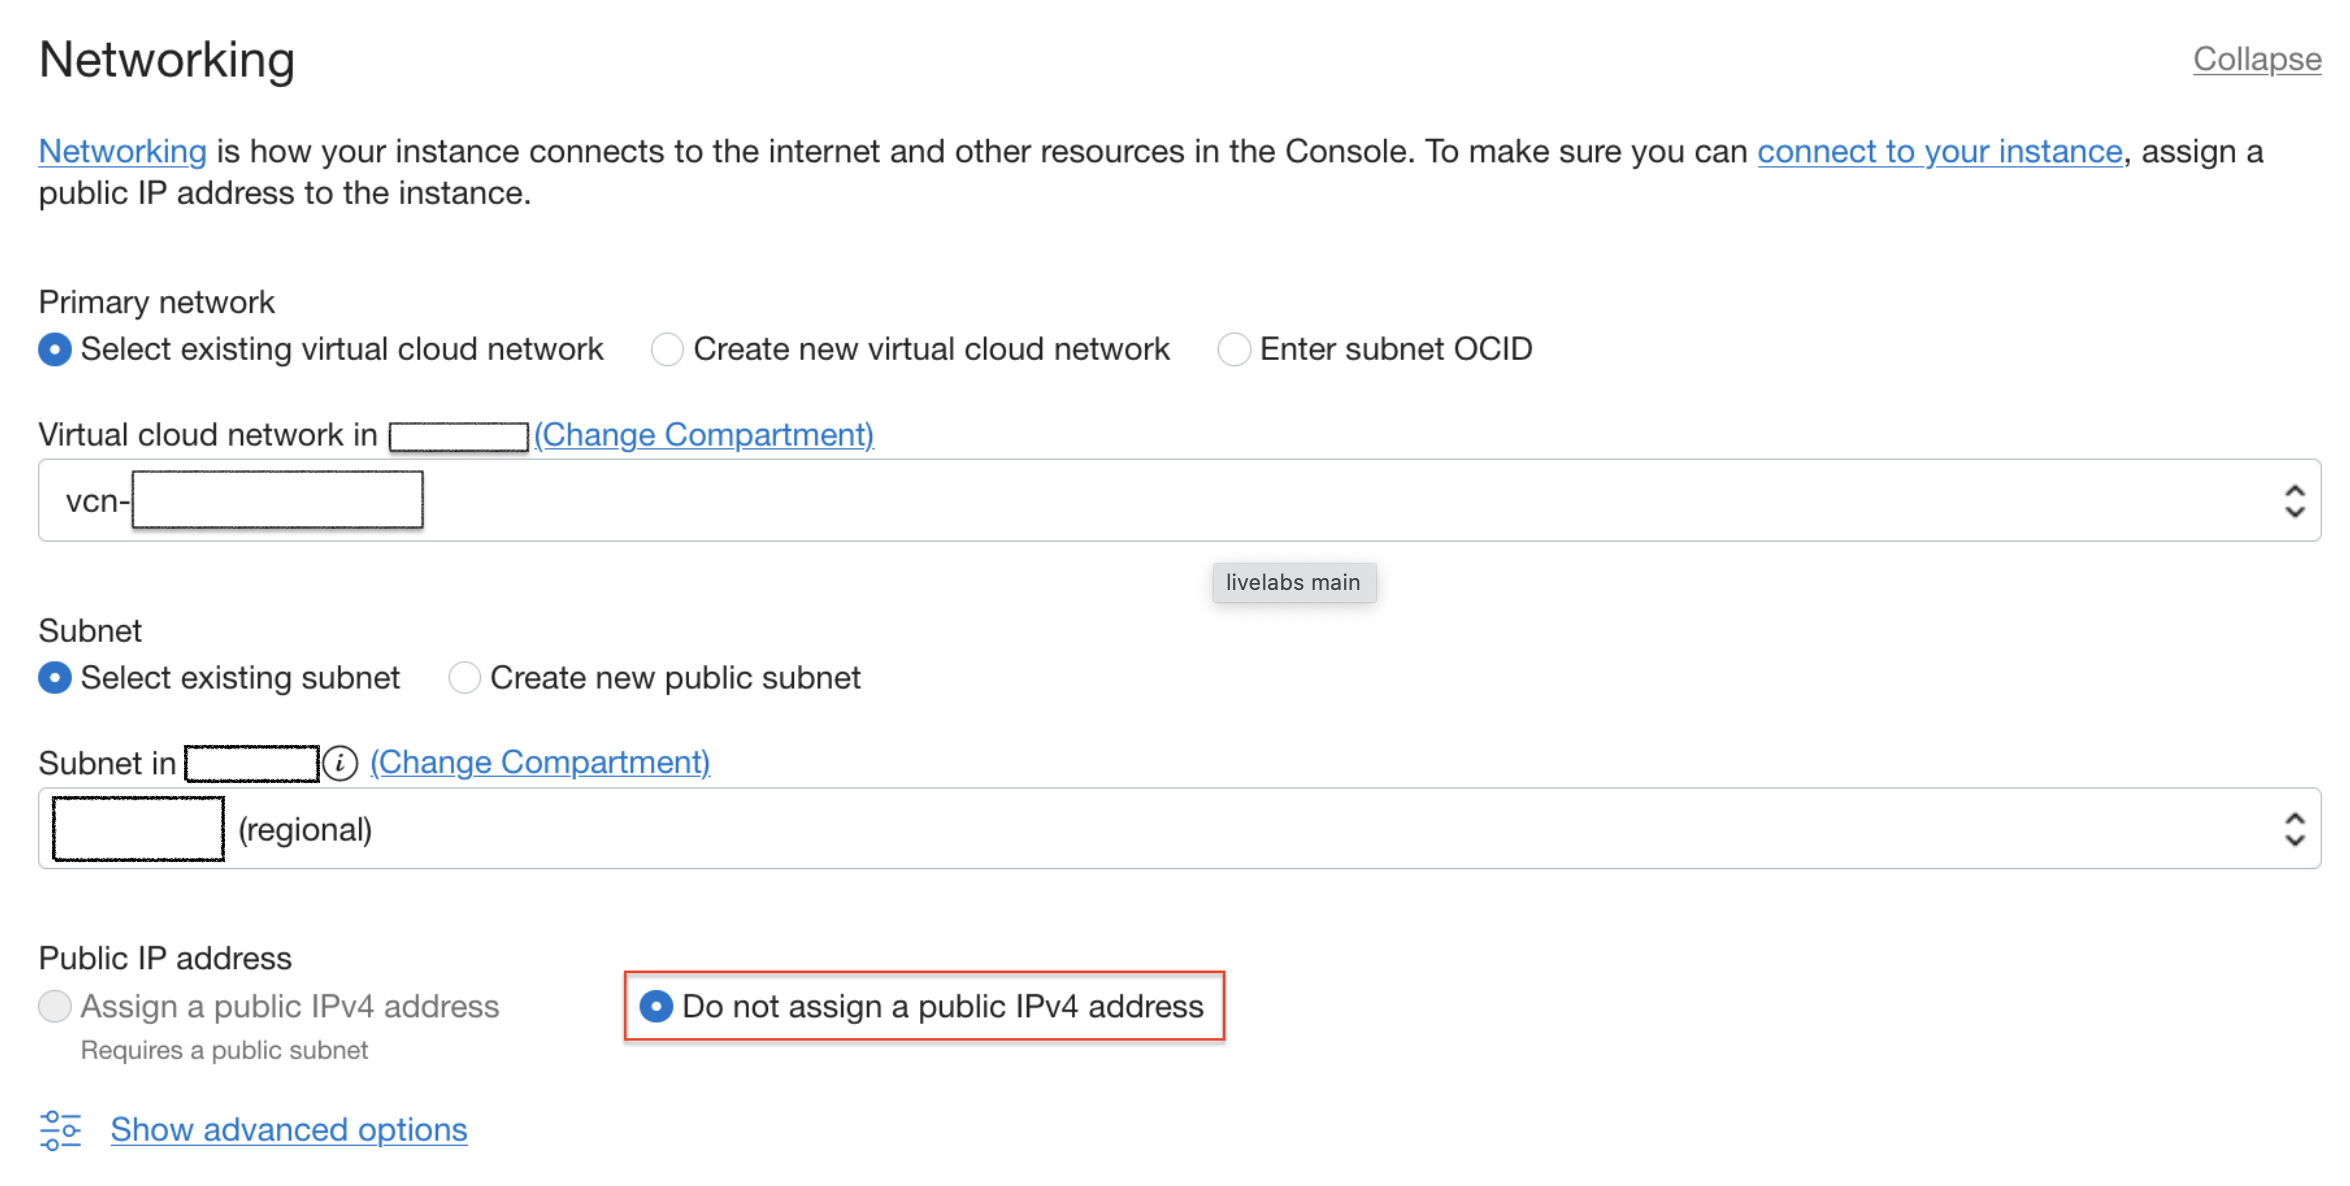 Networking
Collapse
Networking is how your instance connects to the internet and other resources in the Console. To make sure you can connect to your instance, assign a
public IP address to the instance.
Primary network
Select existing virtual cloud network
Create new virtual cloud network
Enter subnet OCID
Virtual cloud network in (Change Compartment)
vcn-
livelabs main
Subnet
Select existing subnet
Create new public subnet
Subnet in i (Change Compartment)
(regional)
Public IP address
Assign a public IPv4 address
Do not assign a public IPv4 address
Requires a public subnet
Show advanced options